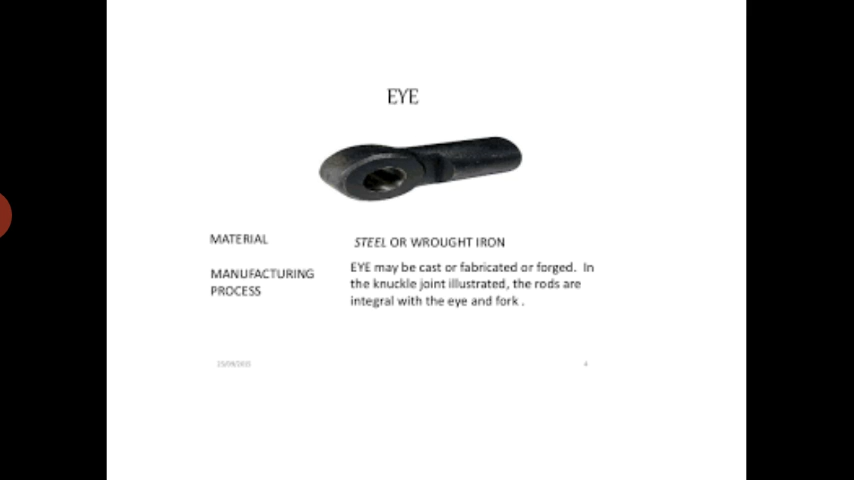 EYE
MATERIAL
STEEL OR WROUGHT IRON
MANUFACTURING
PROCESS
EYE may be cast or fabricated or forged. In
the knuckle joint illustrated, the rods are
integral with the eye and fork .
4